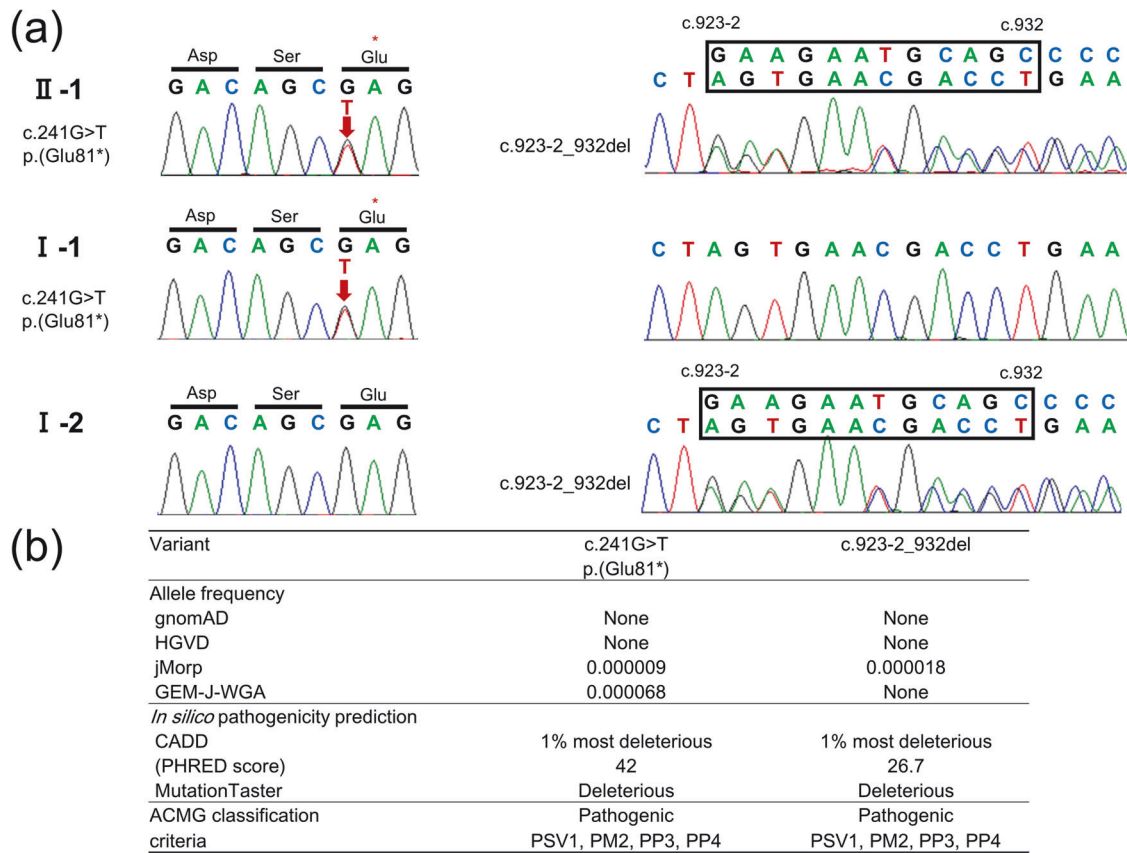 (a)
Asp Ser * Glu
c.923-2 c.932
II-1
G A C A G C G A G
G A A G A A T G C A G C C C C
T
C T A G T G A A C G A C C T G A A
c.241G>T
p.(Glu81*)
c.923-2_932del
Asp Ser * Glu
I-1
G A C A G C G A G
C T A G T G A A C G A C C T G A A
T
c.241G>T
p.(Glu81*)
c.923-2 c.932
Asp Ser Glu
I-2
G A C A G C G A G
G A A G A A T G C A G C C C C
C T A G T G A A C G A C C T G A A
c.923-2_932del
(b)
Variant c.241G>T c.923-2_932del
p.(Glu81*)
Allele frequency
gnomAD None None
HGVD None None
jMorp 0.000009 0.000018
GEM-J-WGA 0.000068 None
In silico pathogenicity prediction
CADD 1% most deleterious 1% most deleterious
(PHRED score) 42 26.7
MutationTaster Deleterious Deleterious
ACMG classification Pathogenic Pathogenic
criteria PSV1, PM2, PP3, PP4 PSV1, PM2, PP3, PP4